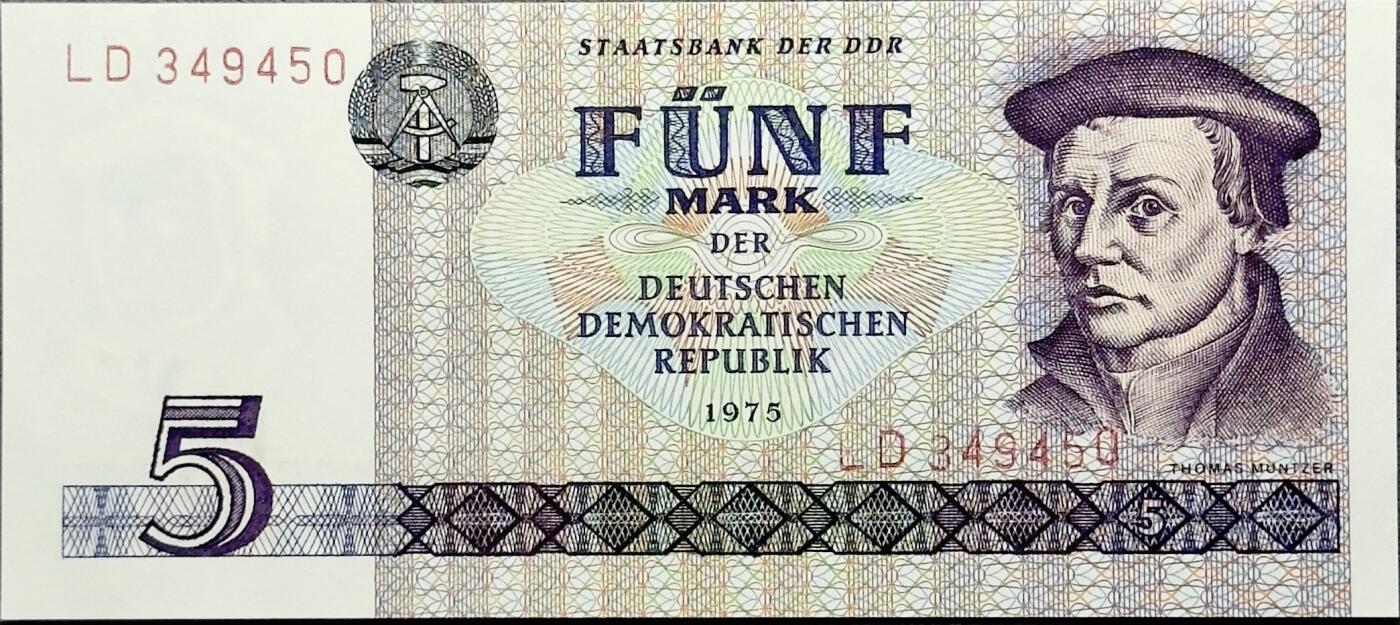 LD 349450
STAATSBANK DER DDR
FÜNF
MARK
DER
DEUTSCHEN
DEMOKRATISCHEN
REPUBLIK
1975
LD 349450
THOMAS MÜNTZER
5
5